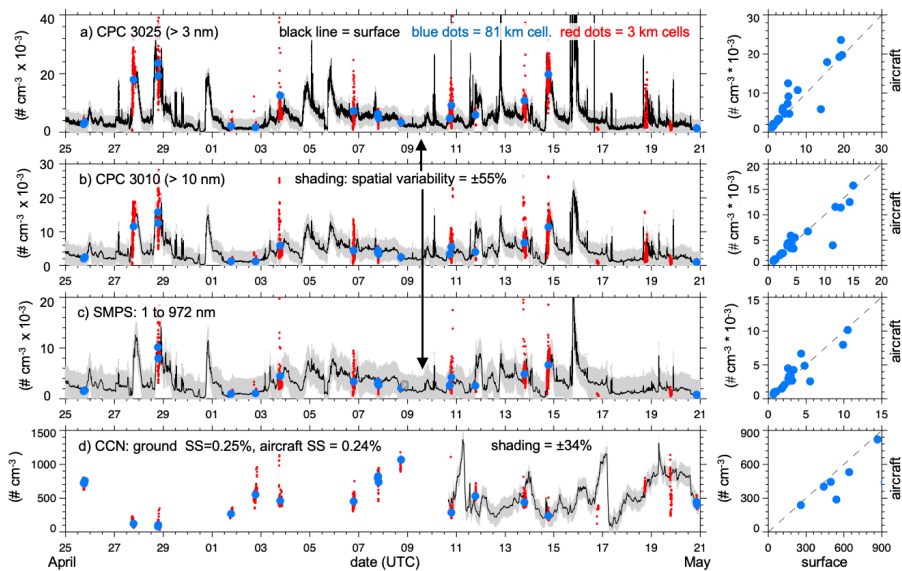 a) CPC 3025 (> 3 nm) black line = surface blue dots = 81 km cell. red dots = 3 km cells
(# cm⁻³ x 10⁻³)
40
20
0
25 27 29 01 03 05 07 09 11 13 15 17 19 21
(# cm⁻³ * 10⁻³)
30
20
10
0
0 5 10 15 20 25 30
aircraft
b) CPC 3010 (> 10 nm) shading: spatial variability = ±55%
(# cm⁻³ x 10⁻³)
30
20
10
0
25 27 29 01 03 05 07 09 11 13 15 17 19 21
(# cm⁻³ * 10⁻³)
20
15
10
5
0
0 5 10 15 20
aircraft
c) SMPS: 1 to 972 nm
(# cm⁻³ x 10⁻³)
20
10
0
25 27 29 01 03 05 07 09 11 13 15 17 19 21
(# cm⁻³ * 10⁻³)
15
10
5
0
0 5 10 15
aircraft
d) CCN: ground SS=0.25%, aircraft SS = 0.24% shading = ±34%
(# cm⁻³)
1500
1000
500
0
25 27 29 01 03 05 07 09 11 13 15 17 19 21
April date (UTC) May
(# cm⁻³)
900
600
300
0
0 300 600 900
surface
aircraft